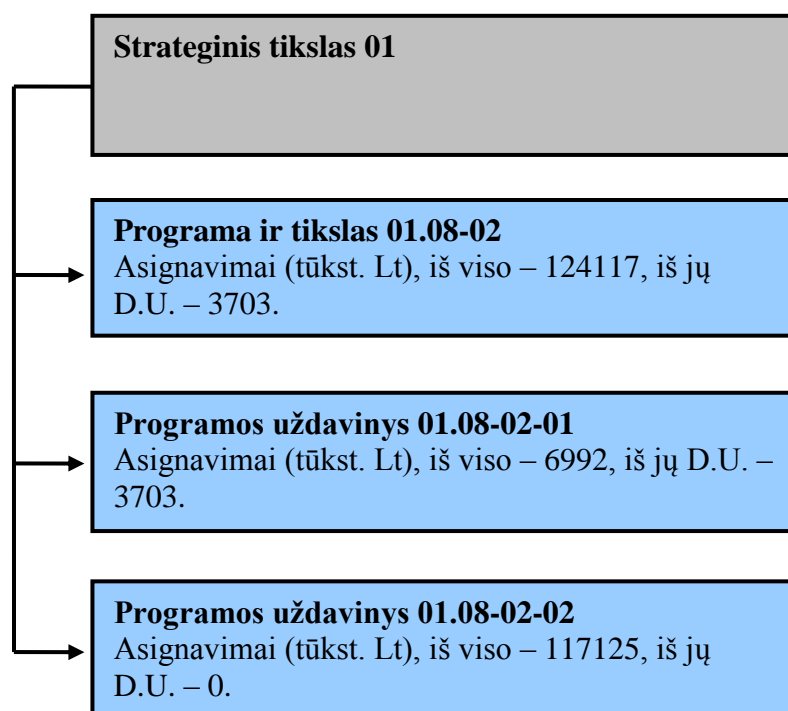 Strateginis tikslas 01
Programa ir tikslas 01.08-02
Asignavimai (tūkst. Lt), iš viso – 124117, iš jų
D.U. – 3703.
Programos uždavinys 01.08-02-01
Asignavimai (tūkst. Lt), iš viso – 6992, iš jų D.U. –
3703.
Programos uždavinys 01.08-02-02
Asignavimai (tūkst. Lt), iš viso – 117125, iš jų
D.U. – 0.